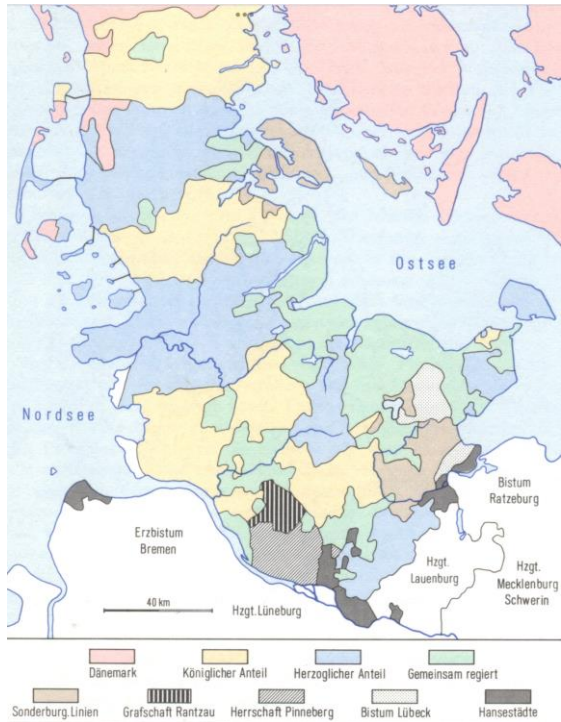 Ostsee
Nordsee
Bistum
Ratzeburg
Erzbistum
Bremen
Hzgt.
Lauenburg
Hzgt.
Mecklenburg
Schwerin
40 km
Hzgt. Lüneburg
Dänemark
Königlicher Anteil
Herzoglicher Anteil
Gemeinsam regiert
Sonderburg. Linien
Grafschaft Rantzau
Herrschaft Pinneberg
Bistum Lübeck
Hansestädte